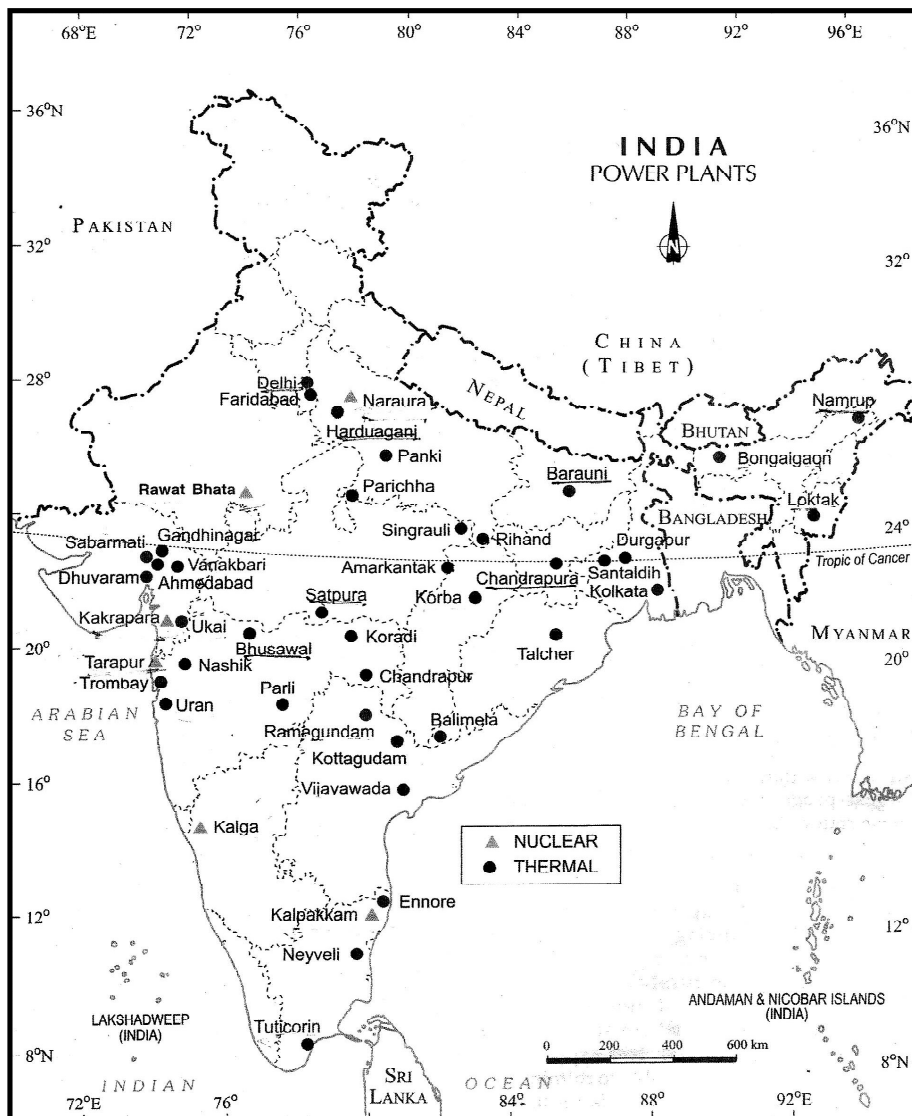 68°E
72°
76°
80°
84°
88°
92°
96°E
36°N
36°N
INDIA
POWER PLANTS
N
PAKISTAN
32°
32°
CHINA
(TIBET)
28°
28°
NEPAL
BHUTAN
Delhi
Faridabad
Naraura
Harduaganj
Panki
Namrup
Bongaigaon
Rawat Bhata
Parichha
Barauni
Loktak
BANGLADESH
24°
24°
Singrauli
Rihand
Durgapur
Tropic of Cancer
Sabarmati
Gandhinagar
Vanakbari
Dhuvaram
Ahmedabad
Amarkantak
Chandrapura
Santaldih
Kolkata
Satpura
Korba
Kakrapara
Ukai
Bhusawal
Koradi
Talcher
MYANMAR
20°
20°
Tarapur
Nashik
Chandrapur
Trombay
Parli
Uran
Ramagundam
Balimela
ARABIAN
SEA
BAY OF
BENGAL
Kottagudam
Vijavawada
16°
16°
Kalga
NUCLEAR
THERMAL
Ennore
Kalpakkam
12°
12°
Neyveli
LAKSHADWEEP
(INDIA)
ANDAMAN & NICOBAR ISLANDS
(INDIA)
Tuticorin
0 200 400 600 km
8°N
8°N
INDIAN
OCEAN
SRI
LANKA
72°E
76°
84°
88°
92°E